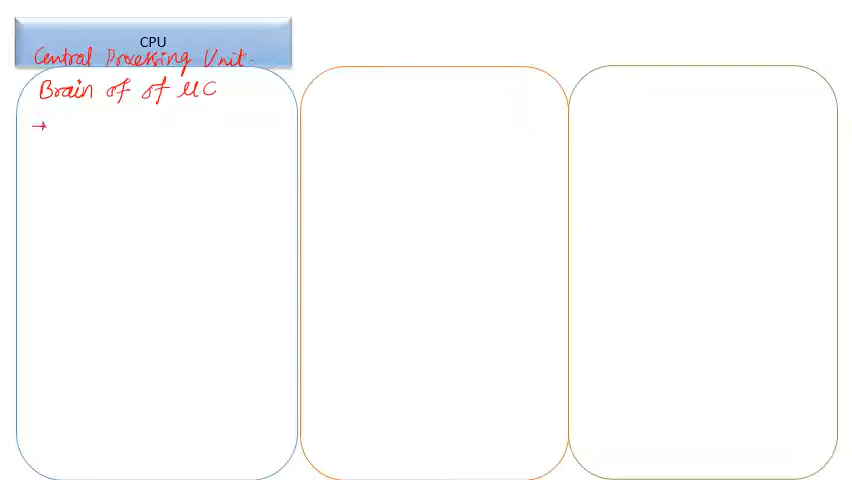 CPU
Central Processing Unit.
Brain of of μC
→